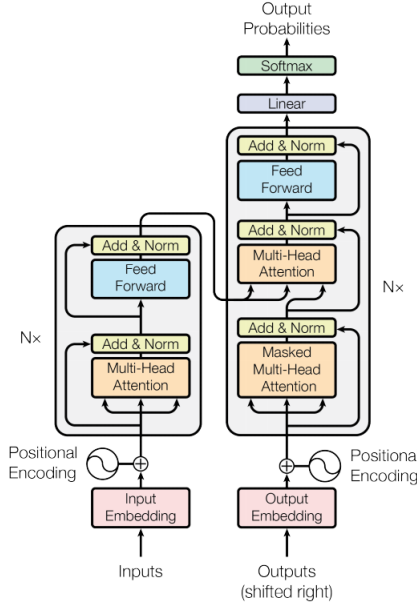 Output
Probabilities
Softmax
Linear
Add & Norm
Feed
Forward
Add & Norm
Multi-Head
Attention
Add & Norm
Masked
Multi-Head
Attention
N×
Positiona
Encoding
Output
Embedding
Outputs
(shifted right)
Add & Norm
Feed
Forward
Add & Norm
Multi-Head
Attention
N×
Positional
Encoding
Input
Embedding
Inputs